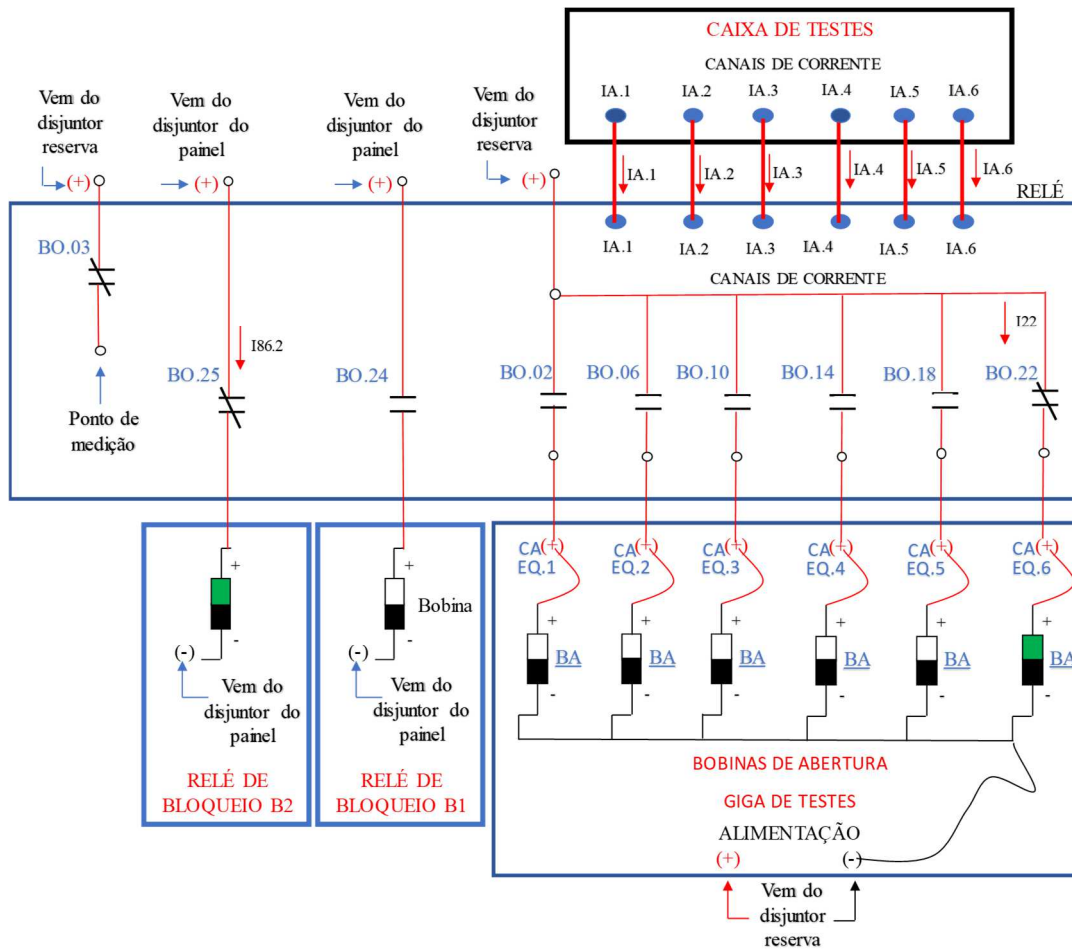 CAIXA DE TESTES
CANAIS DE CORRENTE
IA.1 IA.2 IA.3 IA.4 IA.5 IA.6
Vem do
disjuntor
reserva
(+)
Vem do
disjuntor do
painel
(+)
Vem do
disjuntor do
painel
(+)
Vem do
disjuntor
reserva
(+)
IA.1 IA.2 IA.3 IA.4 IA.5 IA.6
RELÉ
IA.1 IA.2 IA.3 IA.4 IA.5 IA.6
CANAIS DE CORRENTE
BO.03
Ponto de
medição
I86.2
I22
BO.25 BO.24 BO.02 BO.06 BO.10 BO.14 BO.18 BO.22
CA(+) CA(+) CA(+) CA(+) CA(+) CA(+)
EQ.1 EQ.2 EQ.3 EQ.4 EQ.5 EQ.6
+ + + + + + + +
Bobina
BA BA BA BA BA BA
- - - - - - - -
(-)
Vem do
disjuntor do
painel
RELÉ DE
BLOQUEIO B2
(-)
Vem do
disjuntor do
painel
RELÉ DE
BLOQUEIO B1
BOBINAS DE ABERTURA
GIGA DE TESTES
ALIMENTAÇÃO
(+) (-)
Vem do
disjuntor
reserva